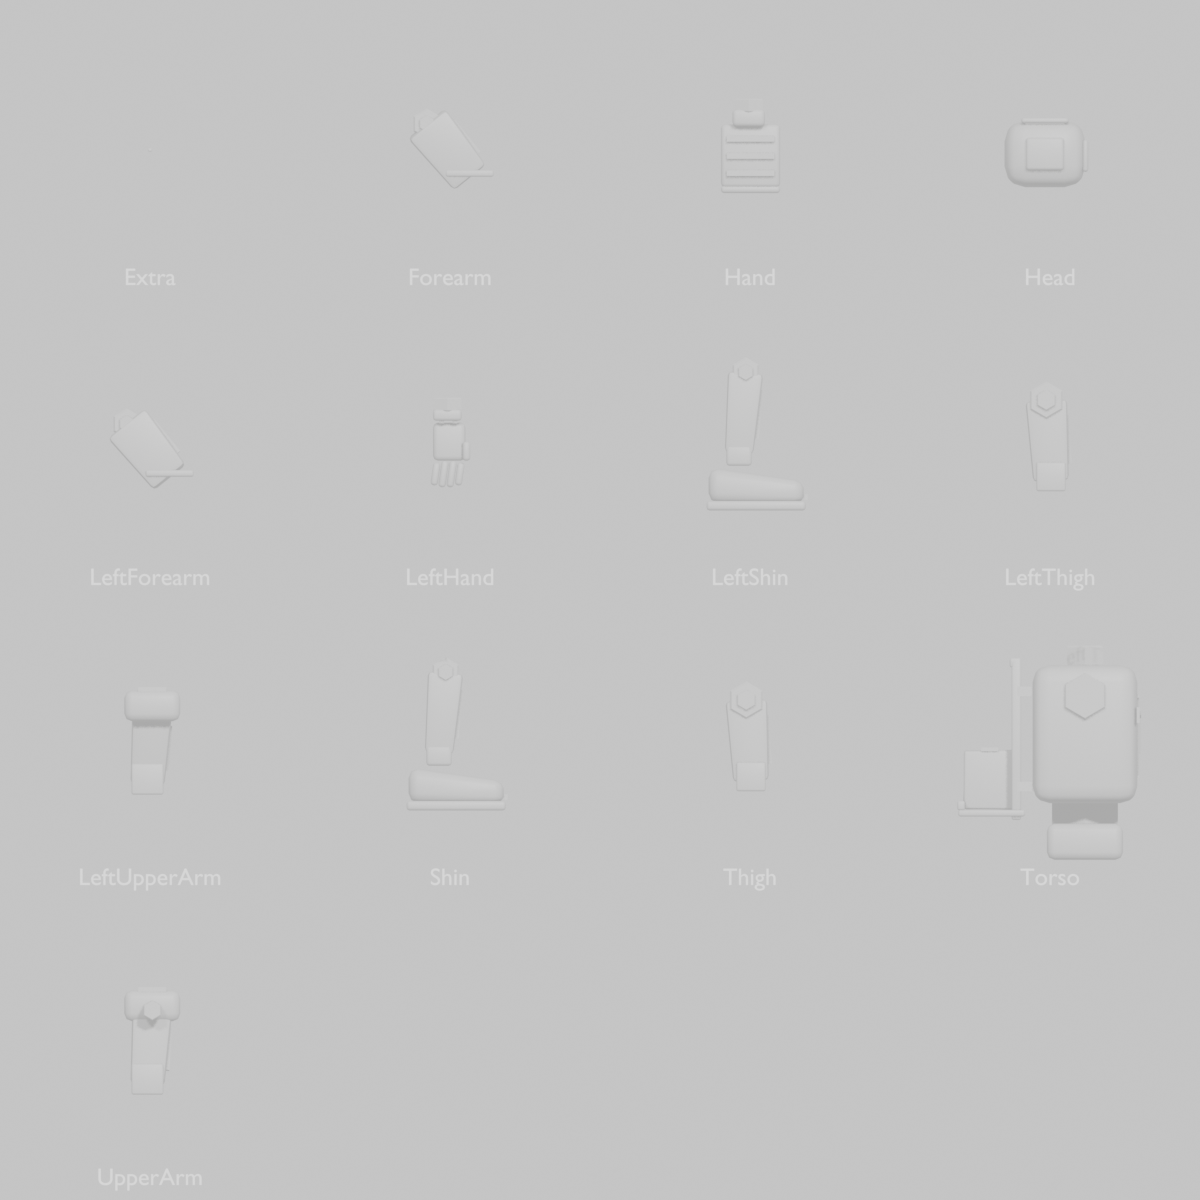 Extra
Forearm
Hand
Head
LeftForearm
LeftHand
LeftShin
LeftThigh
LeftUpperArm
Shin
Thigh
Torso
UpperArm